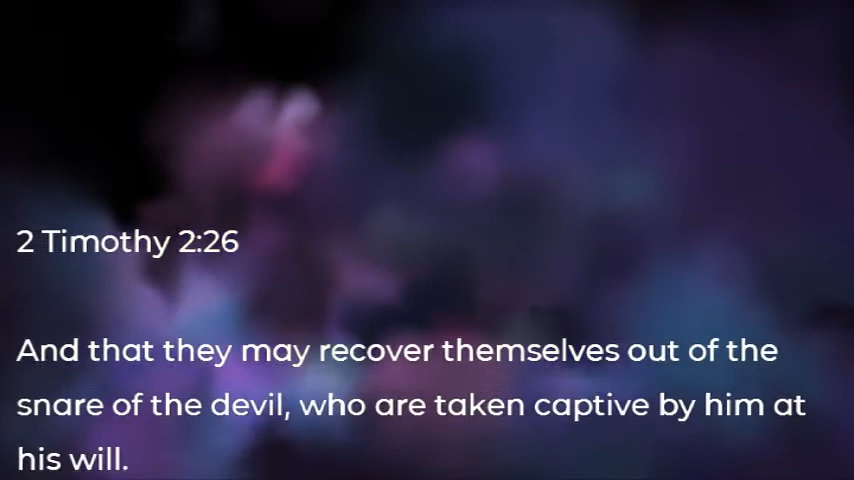 2 Timothy 2:26
And that they may recover themselves out of the
snare of the devil, who are taken captive by him at
his will.